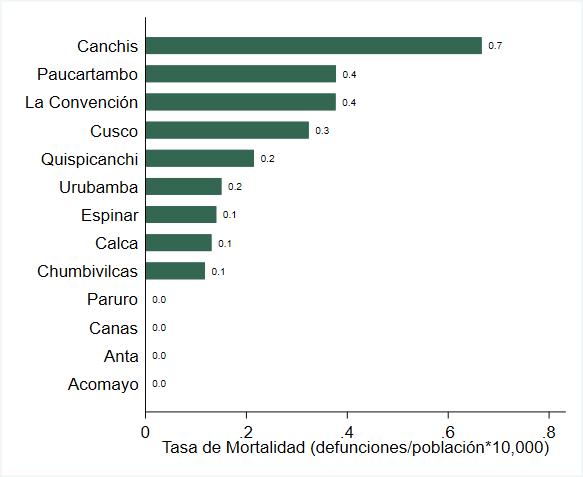 Canchis 0.7
Paucartambo 0.4
La Convención 0.4
Cusco 0.3
Quispicanchi 0.2
Urubamba 0.2
Espinar 0.1
Calca 0.1
Chumbivilcas 0.1
Paruro 0.0
Canas 0.0
Anta 0.0
Acomayo 0.0
0 .2 .4 .6 .8
Tasa de Mortalidad (defunciones/población*10,000)